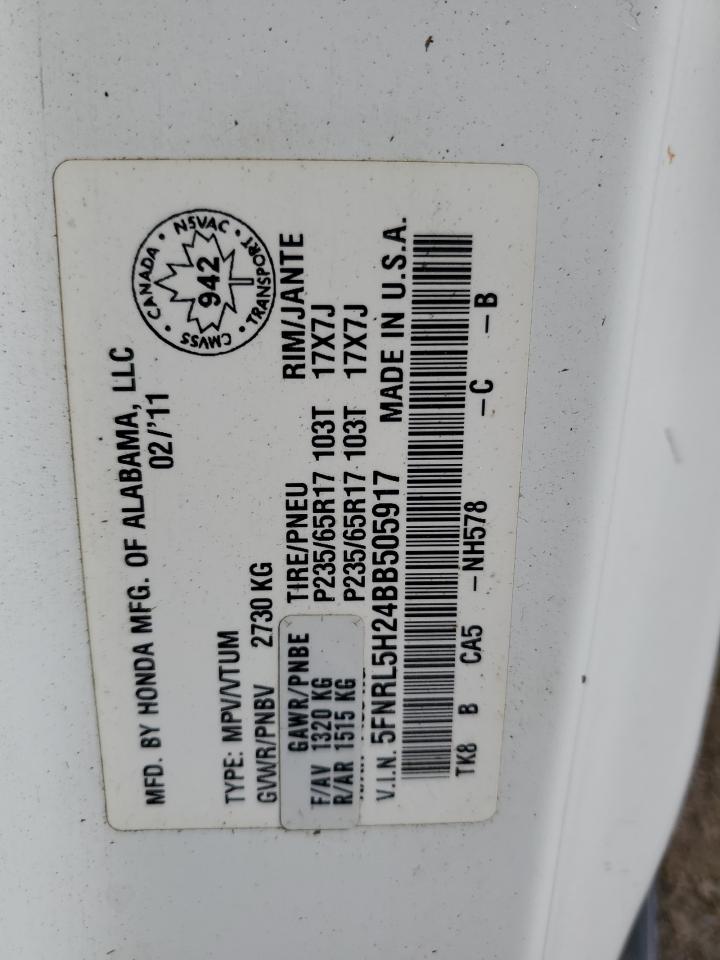 MFD. BY HONDA MFG. OF ALABAMA, LLC
02/'11
CANADA · NSVAC · TRANSPORT · CMVSS ·
942
TYPE: MPV/VTUM
GVWR/PNBV 2730 KG
GAWR/PNBE TIRE/PNEU RIM/JANTE
F/AV 1320 KG P235/65R17 103T 17X7J
R/AR 1515 KG P235/65R17 103T 17X7J
V.I.N. 5FNRL5H24BB505917 MADE IN U.S.A.
TK8 B CA5 -NH578 -C -B